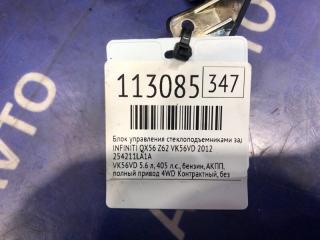 113085 347
Блок управления стеклоподъемниками зад
INFINITI QX56 Z62 VK56VD 2012
254211LA1A
VK56VD 5.6 л, 405 л.с., бензин, АКПП,
полный привод 4WD Контрактный, без
АВТО